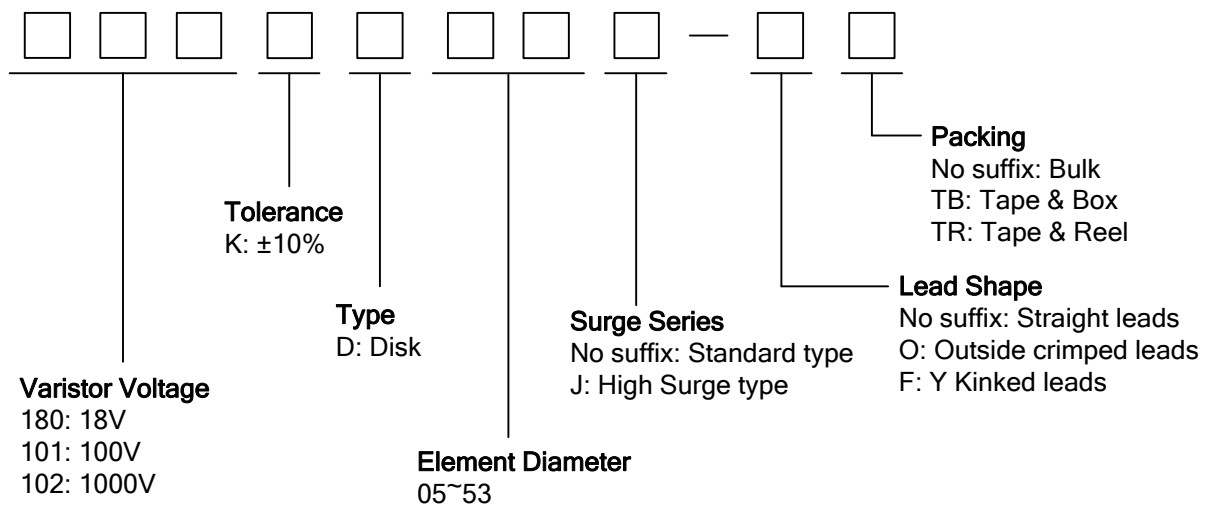 Packing
No suffix: Bulk
TB: Tape & Box
TR: Tape & Reel
Tolerance
K: ±10%
Lead Shape
No suffix: Straight leads
O: Outside crimped leads
F: Y Kinked leads
Type
D: Disk
Surge Series
No suffix: Standard type
J: High Surge type
Varistor Voltage
180: 18V
101: 100V
102: 1000V
Element Diameter
05~53